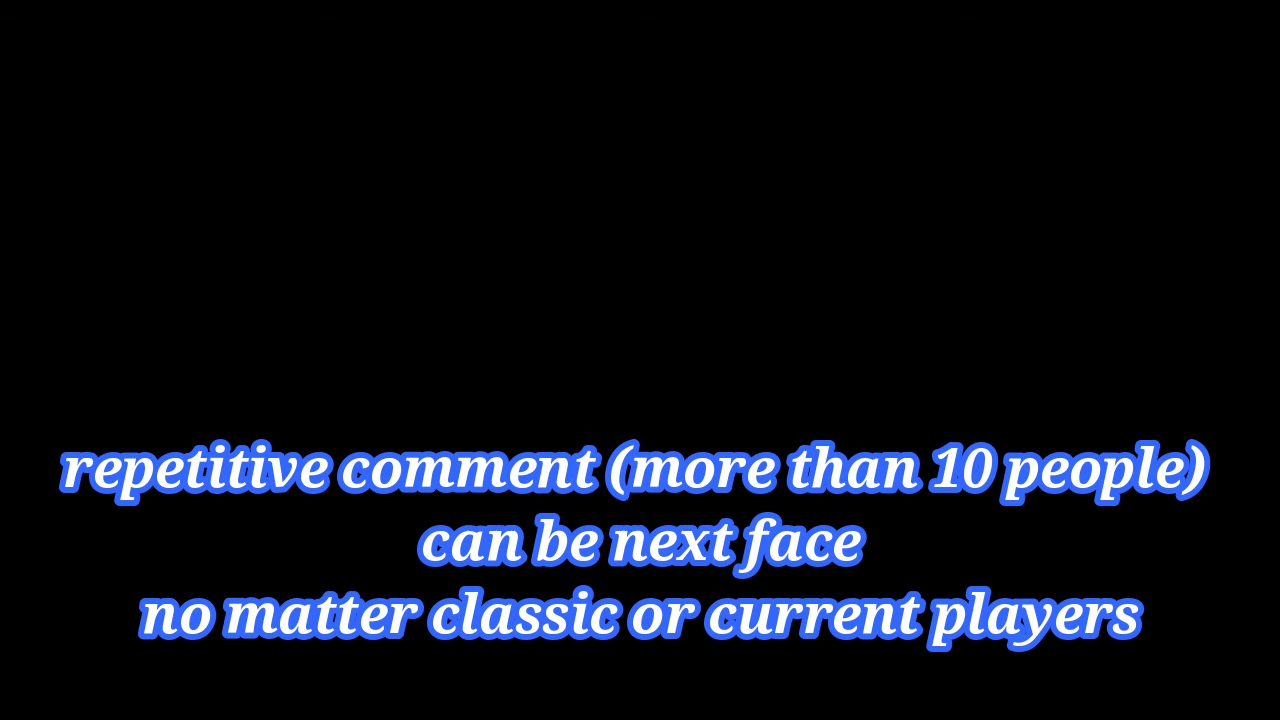 repetitive comment (more than 10 people)
can be next face
no matter classic or current players